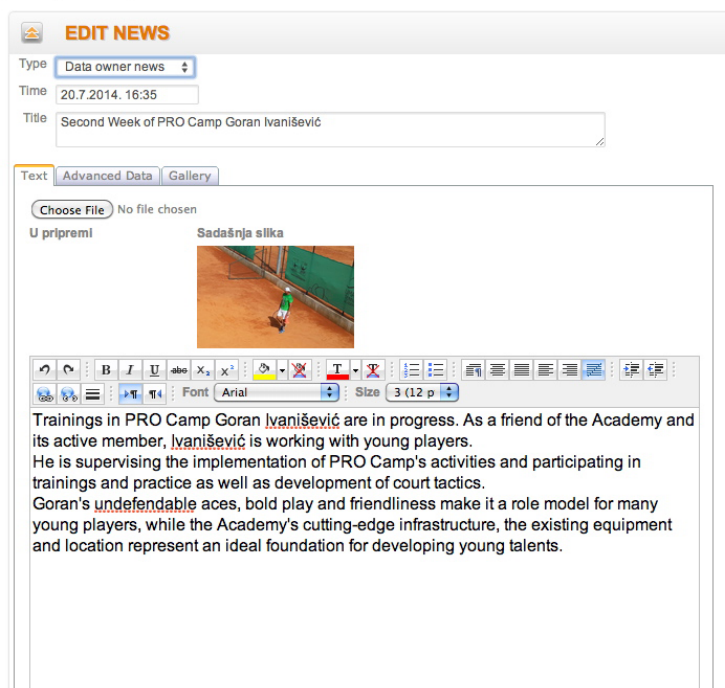 EDIT NEWS
Type Data owner news
Time 20.7.2014. 16:35
Title Second Week of PRO Camp Goran Ivanišević
Text Advanced Data Gallery
Choose File No file chosen
U pripremi Sadašnja slika
B I U abc X₂ X² T T
Font Arial Size 3 (12 p
Trainings in PRO Camp Goran Ivanišević are in progress. As a friend of the Academy and
its active member, Ivanišević is working with young players.
He is supervising the implementation of PRO Camp's activities and participating in
trainings and practice as well as development of court tactics.
Goran's undefendable aces, bold play and friendliness make it a role model for many
young players, while the Academy's cutting-edge infrastructure, the existing equipment
and location represent an ideal foundation for developing young talents.